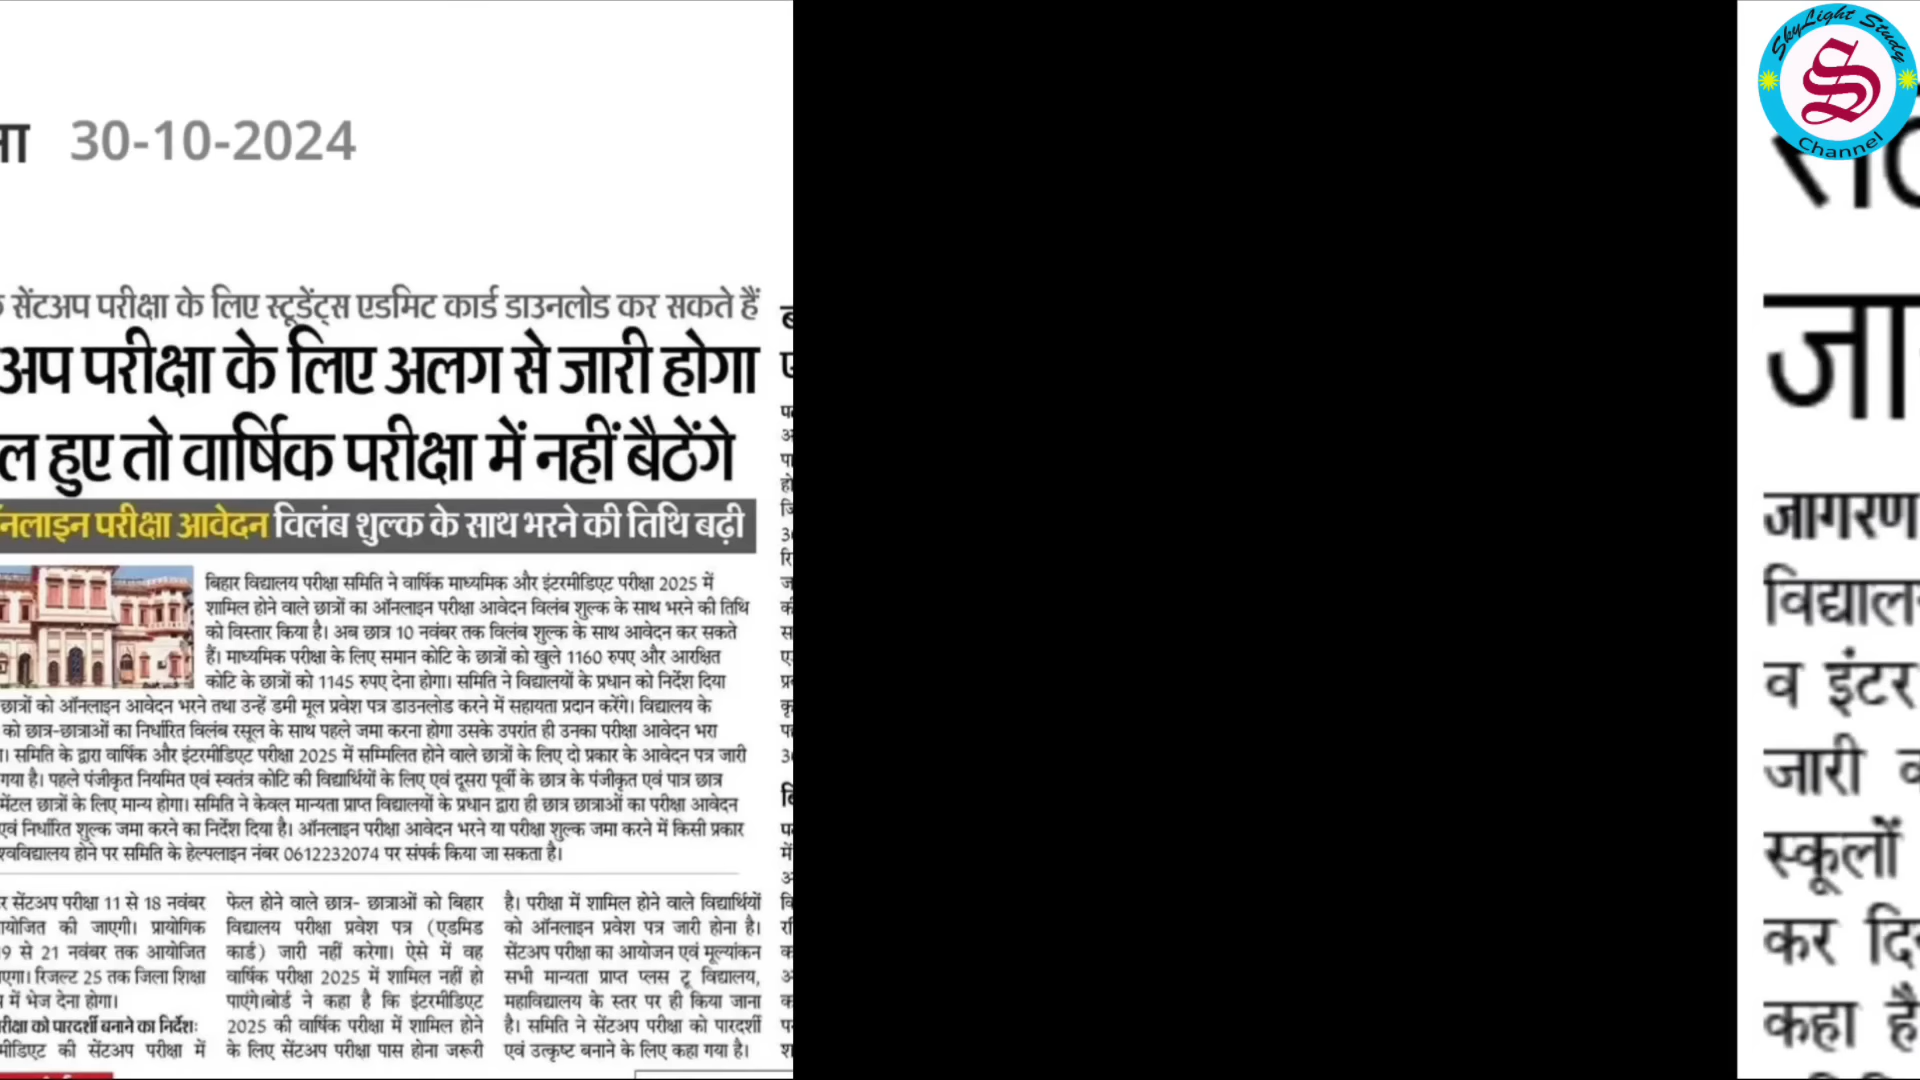 30-10-2024
सेंटअप परीक्षा के लिए स्टूडेंट्स एडमिट कार्ड डाउनलोड कर सकते हैं
अप परीक्षा के लिए अलग से जारी होगा
ल हुए तो वार्षिक परीक्षा में नहीं बैठेंगे
नलाइन परीक्षा आवेदन विलंब शुल्क के साथ भरने की तिथि बढ़ी
बिहार विद्यालय परीक्षा समिति ने वार्षिक माध्यमिक और इंटरमीडिएट परीक्षा 2025 में
शामिल होने वाले छात्रों का ऑनलाइन परीक्षा आवेदन विलंब शुल्क के साथ भरने की तिथि
को विस्तार किया है। अब छात्र 10 नवंबर तक विलंब शुल्क के साथ आवेदन कर सकते
हैं। माध्यमिक परीक्षा के लिए समान कोटि के छात्रों को खुले 1160 रुपए और आरक्षित
कोटि के छात्रों को 1145 रुपए देना होगा। समिति ने विद्यालयों के प्रधान को निर्देश दिया
छात्रों को ऑनलाइन आवेदन भरने तथा उन्हें डमी मूल प्रवेश पत्र डाउनलोड करने में सहायता प्रदान करेंगे। विद्यालय के
को छात्र-छात्राओं का निर्धारित विलंब रसूल के साथ पहले जमा करना होगा उसके उपरांत ही उनका परीक्षा आवेदन भरा
। समिति के द्वारा वार्षिक और इंटरमीडिएट परीक्षा 2025 में सम्मिलित होने वाले छात्रों के लिए दो प्रकार के आवेदन पत्र जारी
गया है। पहले पंजीकृत नियमित एवं स्वतंत्र कोटि की विद्यार्थियों के लिए एवं दूसरा पूर्वी के छात्र के पंजीकृत एवं पात्र छात्र
मेंटल छात्रों के लिए मान्य होगा। समिति ने केवल मान्यता प्राप्त विद्यालयों के प्रधान द्वारा ही छात्र छात्राओं का परीक्षा आवेदन
एवं निर्धारित शुल्क जमा करने का निर्देश दिया है। ऑनलाइन परीक्षा आवेदन भरने या परीक्षा शुल्क जमा करने में किसी प्रकार
श्वविद्यालय होने पर समिति के हेल्पलाइन नंबर 0612232074 पर संपर्क किया जा सकता है।
र सेंटअप परीक्षा 11 से 18 नवंबर
योजित की जाएगी। प्रायोगिक
9 से 21 नवंबर तक आयोजित
एगा। रिजल्ट 25 तक जिला शिक्षा
में भेज देना होगा।
रीक्षा को पारदर्शी बनाने का निर्देश:
मीडिएट की सेंटअप परीक्षा में
फेल होने वाले छात्र- छात्राओं को बिहार
विद्यालय परीक्षा प्रवेश पत्र (एडमिड
कार्ड) जारी नहीं करेगा। ऐसे में वह
वार्षिक परीक्षा 2025 में शामिल नहीं हो
पाएंगे।बोर्ड ने कहा है कि इंटरमीडिएट
2025 की वार्षिक परीक्षा में शामिल होने
के लिए सेंटअप परीक्षा पास होना जरूरी
है। परीक्षा में शामिल होने वाले विद्यार्थियों
को ऑनलाइन प्रवेश पत्र जारी होना है।
सेंटअप परीक्षा का आयोजन एवं मूल्यांकन
सभी मान्यता प्राप्त प्लस टू विद्यालय,
महाविद्यालय के स्तर पर ही किया जाना
है। समिति ने सेंटअप परीक्षा को पारदर्शी
एवं उत्कृष्ट बनाने के लिए कहा गया है।
SkyLight Study
Channel
जा
जागरण
विद्याल
व इंटर
जारी
स्कूलों
कर
कहा है